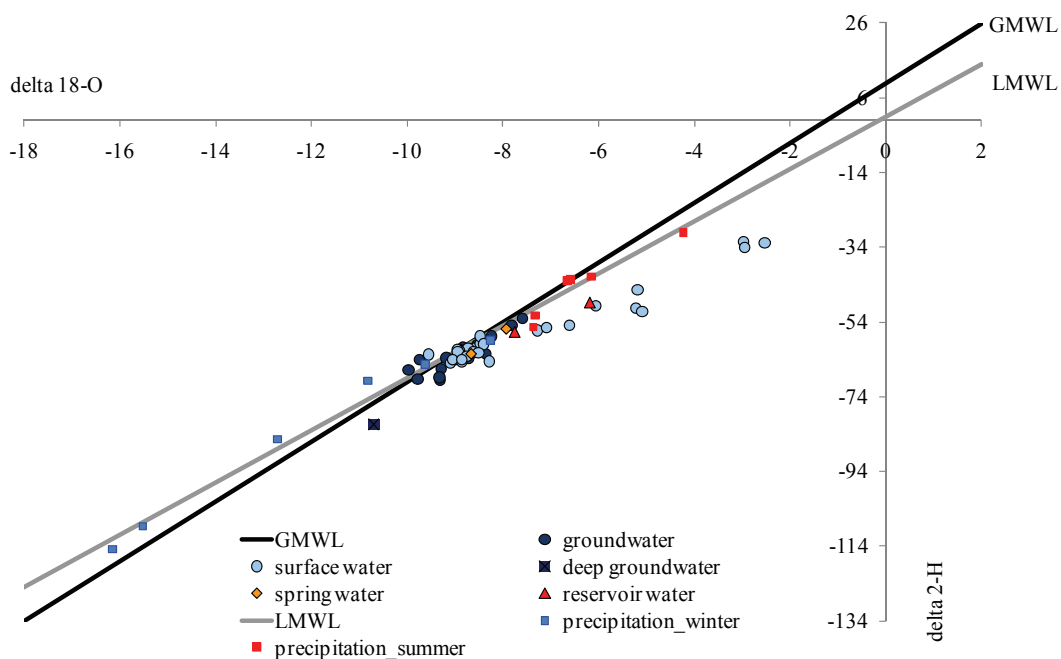 26
GMWL
delta 18-O
LMWL
6
-18 -16 -14 -12 -10 -8 -6 -4 -2 0 2
-14
-34
-54
-74
-94
-114
-134
delta 2-H
GMWL groundwater
surface water deep groundwater
spring water reservoir water
LMWL precipitation_winter
precipitation_summer